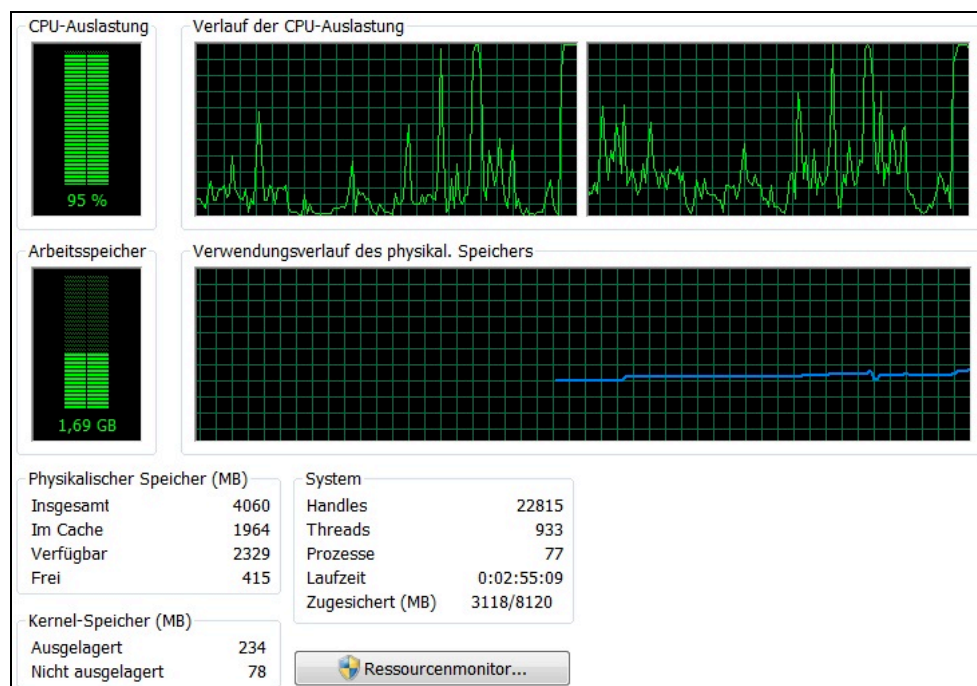 CPU-Auslastung
Verlauf der CPU-Auslastung
95 %
Arbeitsspeicher
Verwendungsverlauf des physikal. Speichers
1,69 GB
Physikalischer Speicher (MB)
Insgesamt 4060
Im Cache 1964
Verfügbar 2329
Frei 415
System
Handles 22815
Threads 933
Prozesse 77
Laufzeit 0:02:55:09
Zugesichert (MB) 3118/8120
Kernel-Speicher (MB)
Ausgelagert 234
Nicht ausgelagert 78
Ressourcenmonitor...